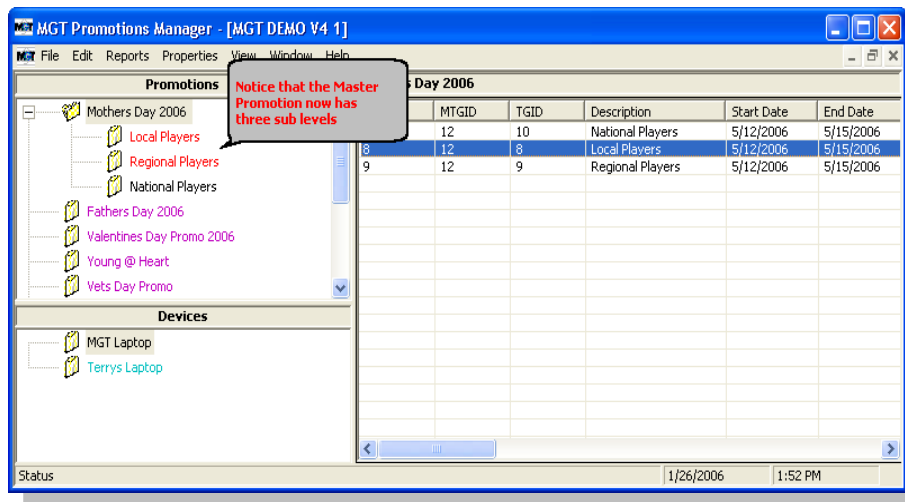 MGT MGT Promotions Manager - [MGT DEMO V4 1]
MGT File Edit Reports Properties View Window Help
Promotions
Notice that the Master
Promotion now has
three sub levels
Day 2006
Mothers Day 2006
Local Players
Regional Players
National Players
Fathers Day 2006
Valentines Day Promo 2006
Young @ Heart
Vets Day Promo
MTGID TGID Description Start Date End Date
12 10 National Players 5/12/2006 5/15/2006
8 12 8 Local Players 5/12/2006 5/15/2006
9 12 9 Regional Players 5/12/2006 5/15/2006
Devices
MGT Laptop
Terrys Laptop
Status 1/26/2006 1:52 PM